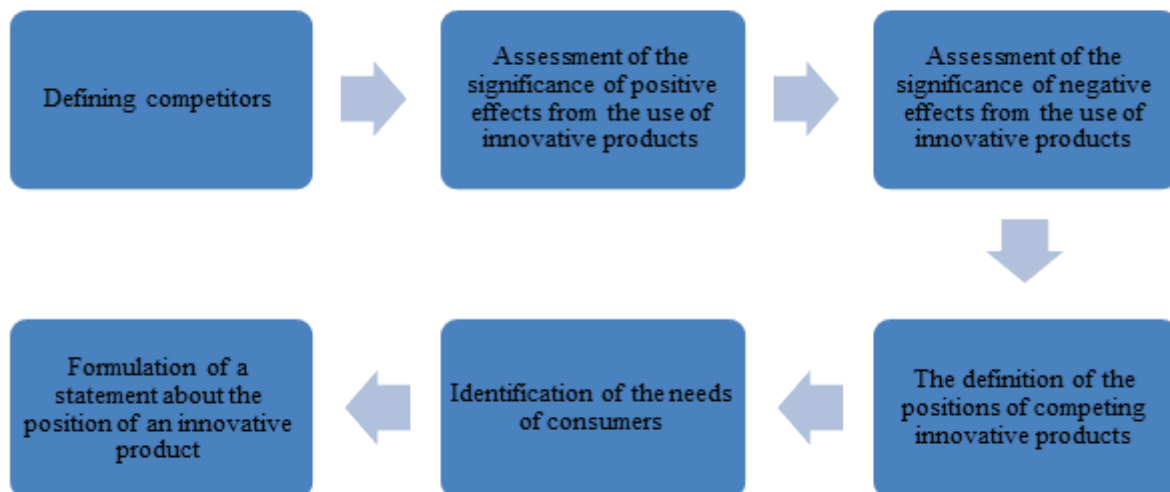 Defining competitors
Assessment of the
significance of positive
effects from the use of
innovative products
Assessment of the
significance of negative
effects from the use of
innovative products
The definition of the
positions of competing
innovative products
Identification of the needs
of consumers
Formulation of a
statement about the
position of an innovative
product